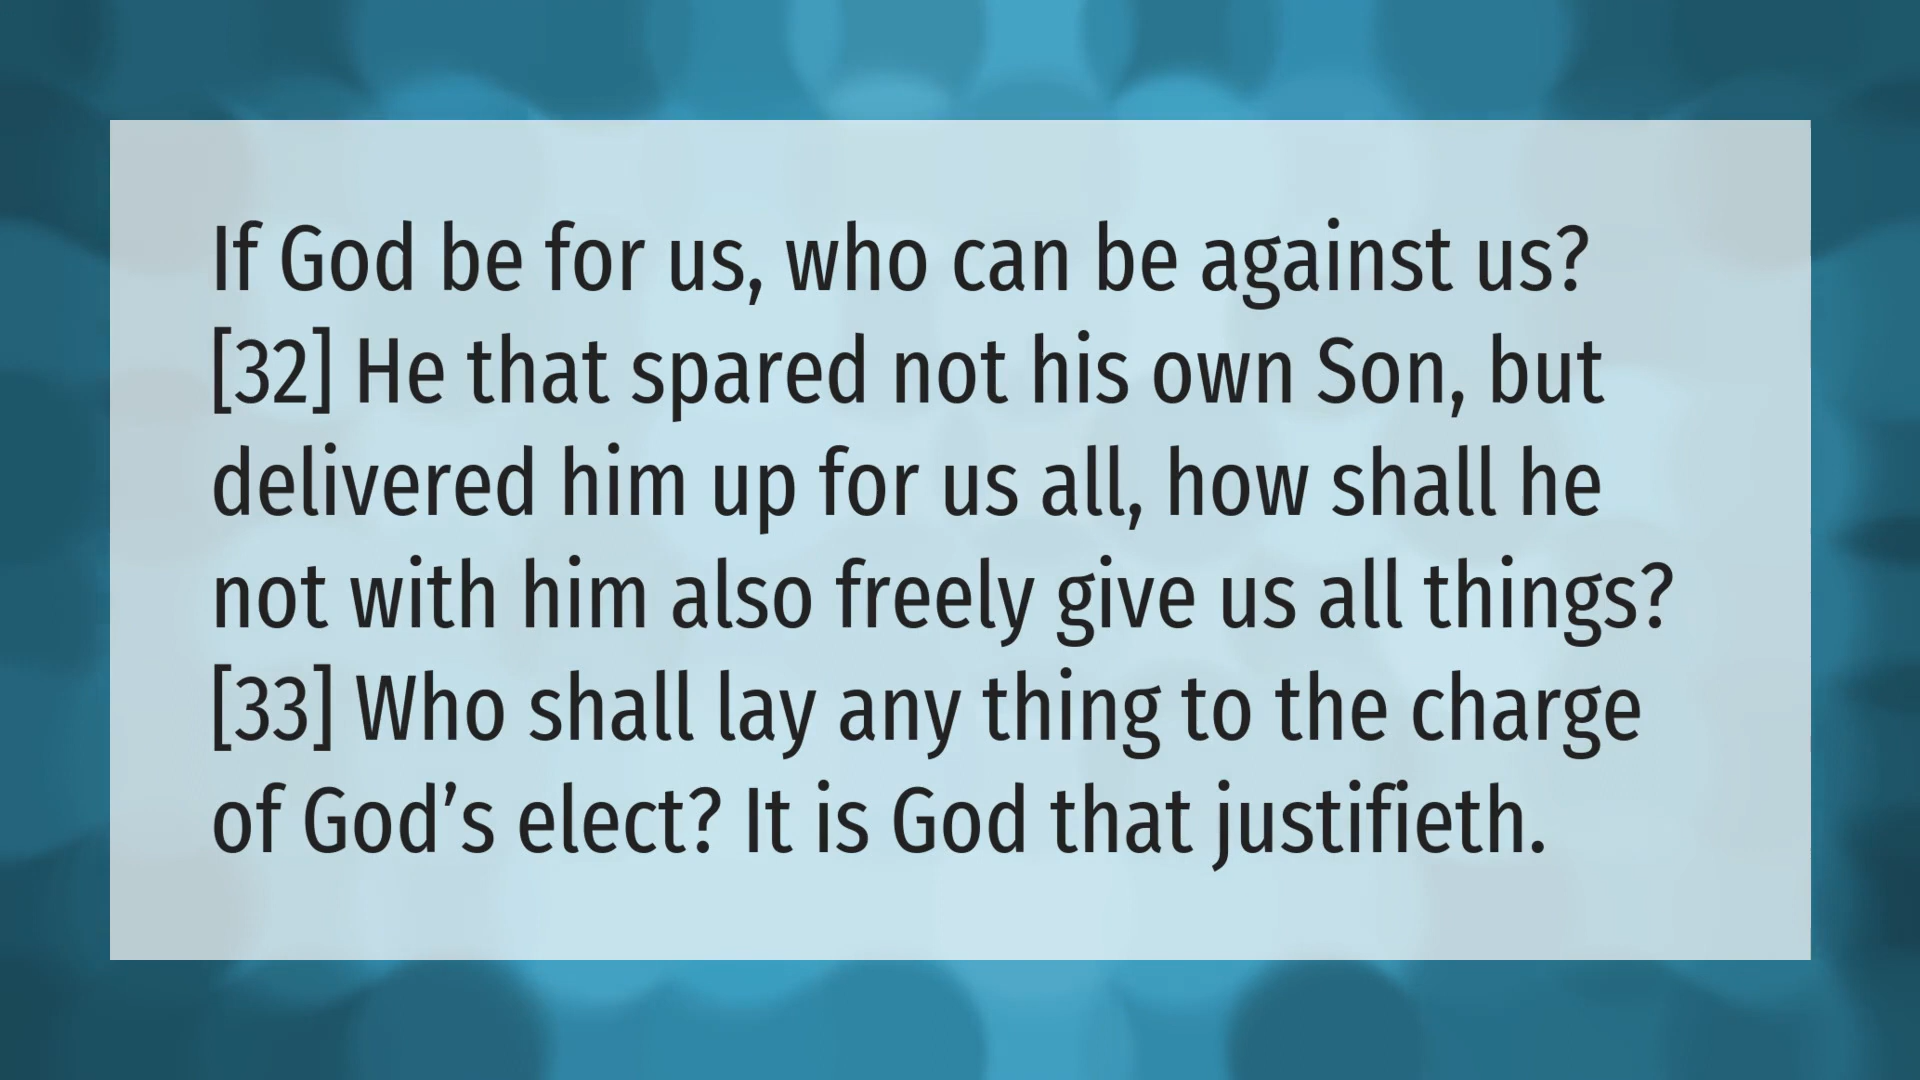 If God be for us, who can be against us?
[32] He that spared not his own Son, but
delivered him up for us all, how shall he
not with him also freely give us all things?
[33] Who shall lay any thing to the charge
of God’s elect? It is God that justifieth.